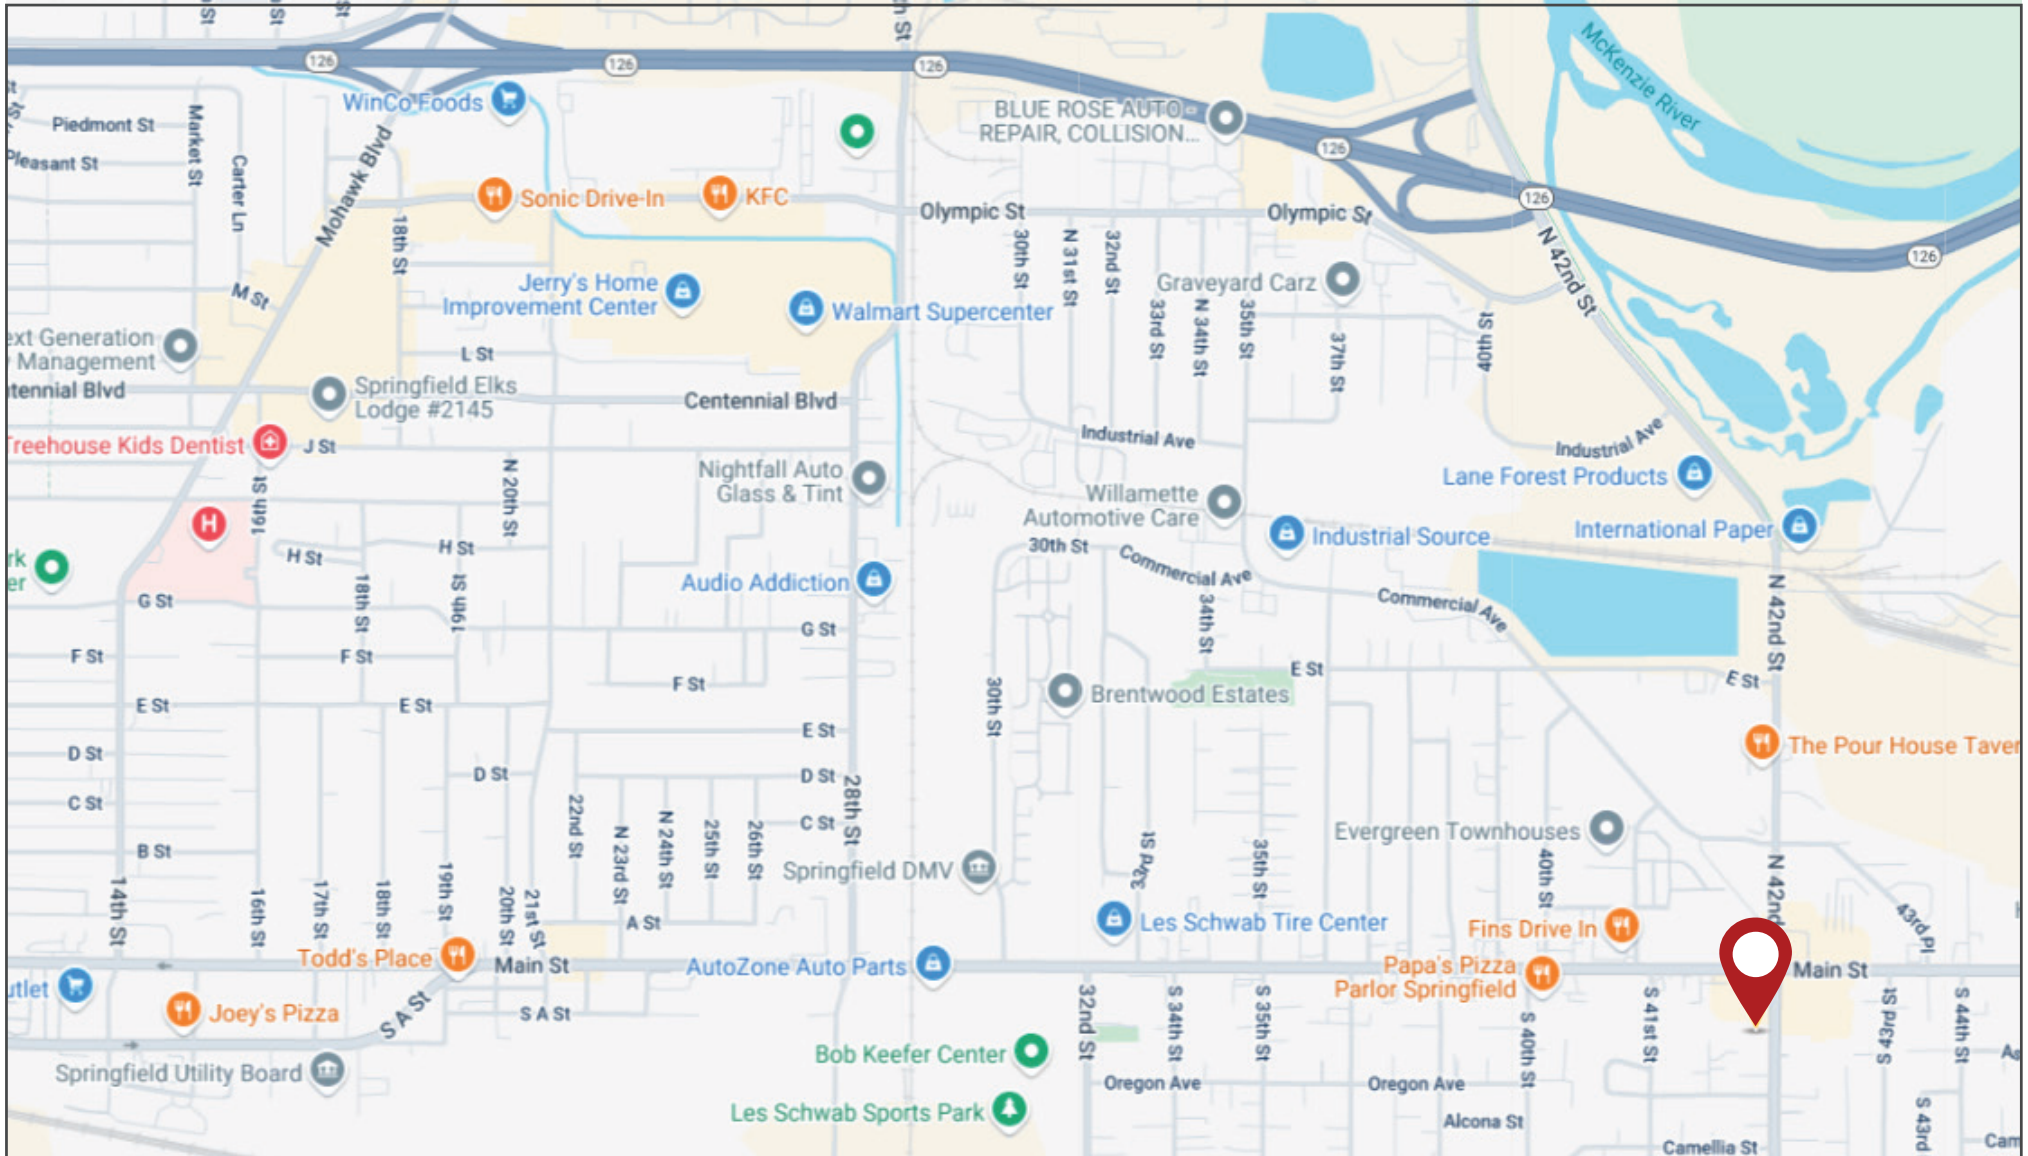 126
126
126
126
126
126
McKenzie River
WinCo Foods
BLUE ROSE AUTO -
REPAIR, COLLISION...
Piedmont St
Pleasant St
Market St
Carter Ln
Mohawk Blvd
18th St
Sonic Drive-In
KFC
Olympic St
Olympic St
N 42nd St
30th St
N 31st St
32nd St
33rd St
N 34th St
35th St
37th St
40th St
Graveyard Carz
M St
Jerry's Home
Improvement Center
Walmart Supercenter
ext Generation
Management
L St
ntennial Blvd
Springfield Elks
Lodge #2145
Centennial Blvd
Treehouse Kids Dentist
J St
Industrial Ave
Industrial Ave
Lane Forest Products
Nightfall Auto
Glass & Tint
N 20th St
16th St
Willamette
Automotive Care
Industrial Source
International Paper
H
H St
H St
30th St
Commercial Ave
Commercial Ave
rk
er
18th St
19th St
Audio Addiction
34th St
N 42nd St
G St
G St
F St
F St
F St
E St
E St
Brentwood Estates
30th St
E St
E St
E St
The Pour House Taver
D St
D St
D St
C St
C St
28th St
22nd St
N 23rd St
N 24th St
25th St
26th St
Evergreen Townhouses
B St
Springfield DMV
33rd St
35th St
40th St
N 42nd
14th St
16th St
17th St
18th St
19th St
20th St
21st St
A St
Les Schwab Tire Center
Fins Drive In
43rd Pl
Todd's Place
Main St
AutoZone Auto Parts
Papa's Pizza
Parlor Springfield
Main St
utlet
Joey's Pizza
S A St
S A St
32nd St
S 34th St
S 35th St
S 40th St
S 41st St
S 43rd St
S 44th St
Springfield Utility Board
Bob Keefer Center
Oregon Ave
Oregon Ave
As
Les Schwab Sports Park
Alcona St
S 43rd
Camellia St
Cam